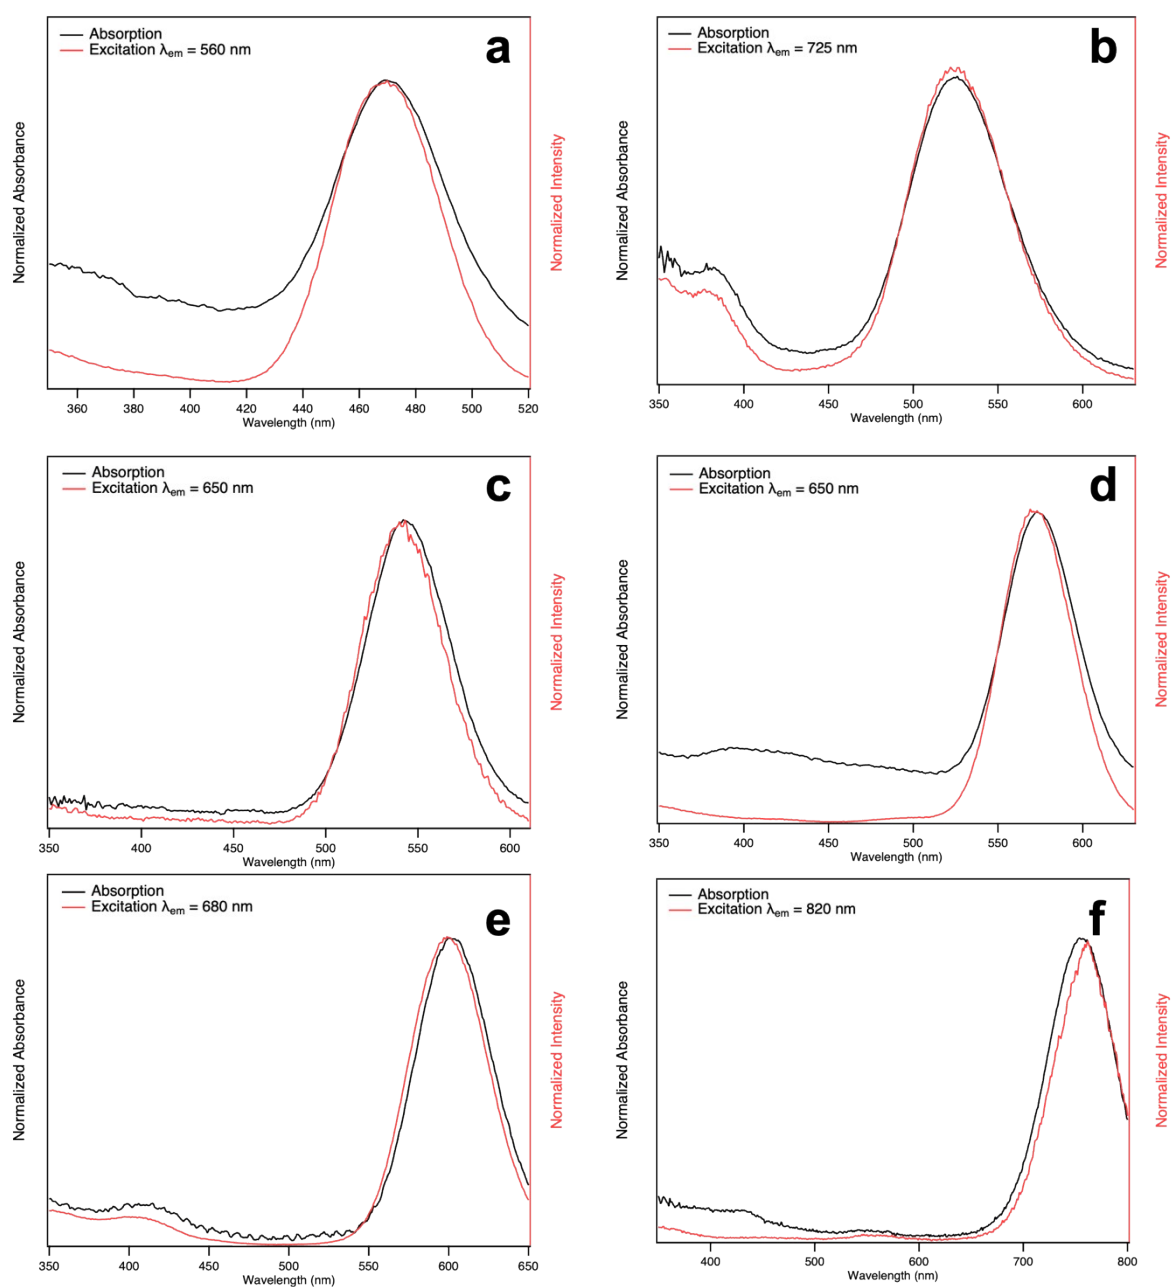 Absorption
Excitation λem = 560 nm
a
Normalized Absorbance
Normalized Intensity
360 380 400 420 440 460 480 500 520
Wavelength (nm)
Absorption
Excitation λem = 725 nm
b
Normalized Absorbance
Normalized Intensity
350 400 450 500 550 600
Wavelength (nm)
Absorption
Excitation λem = 650 nm
c
Normalized Absorbance
Normalized Intensity
350 400 450 500 550 600
Wavelength (nm)
Absorption
Excitation λem = 650 nm
d
Normalized Absorbance
Normalized Intensity
350 400 450 500 550 600
Wavelength (nm)
Absorption
Excitation λem = 680 nm
e
Normalized Absorbance
Normalized Intensity
350 400 450 500 550 600 650
Wavelength (nm)
Absorption
Excitation λem = 820 nm
f
Normalized Absorbance
Normalized Intensity
400 500 600 700 800
Wavelength (nm)